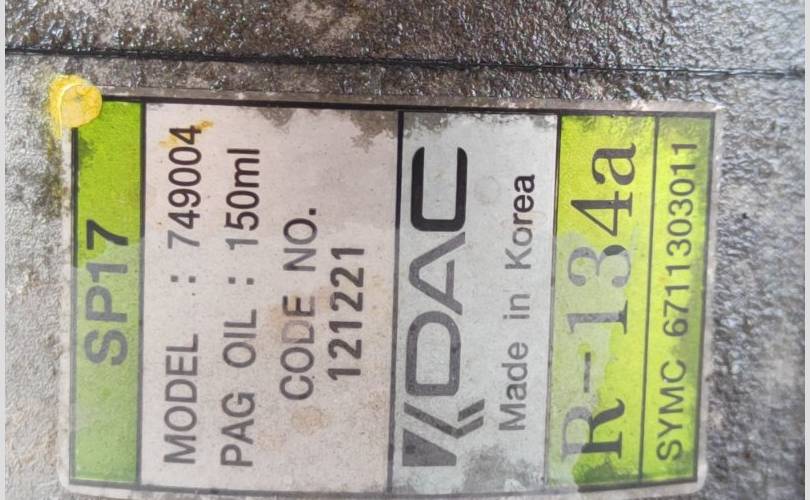 SP17
MODEL : 749004
PAG OIL : 150ml
CODE NO.
121221
KDAC
Made in Korea
R-134a
SYMC 6711303011